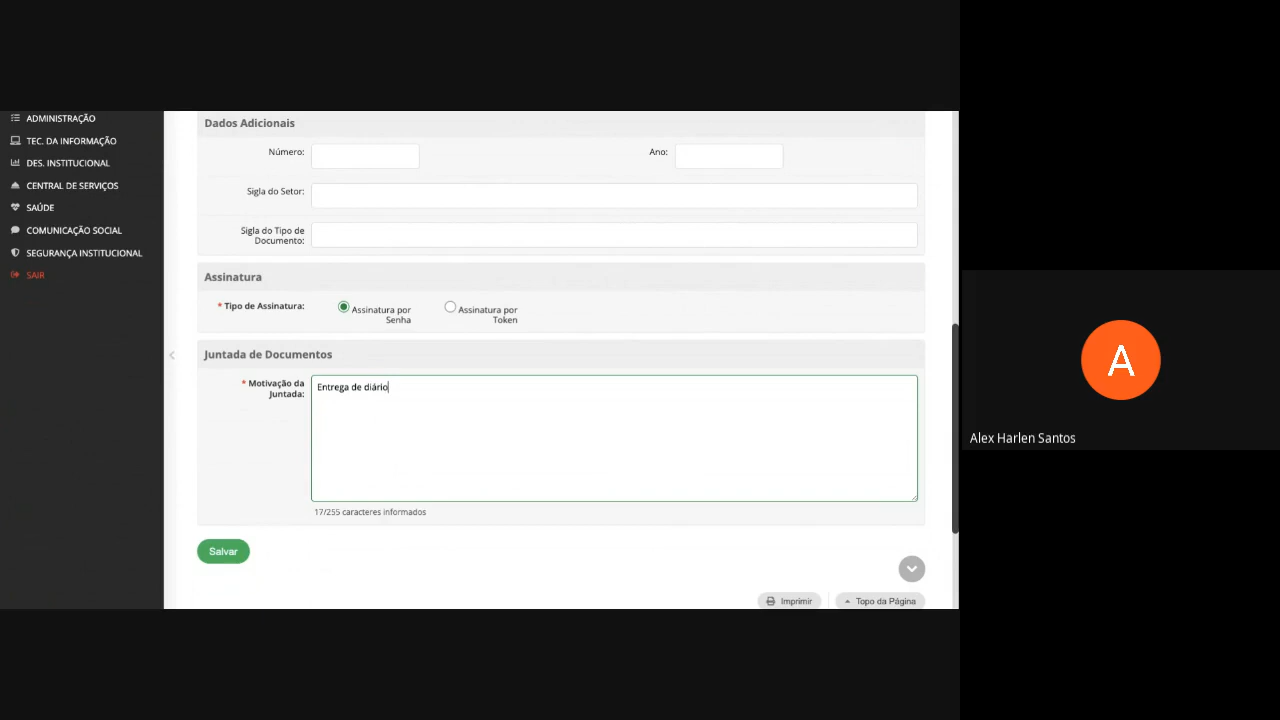 ADMINISTRAÇÃO
TEC. DA INFORMAÇÃO
DES. INSTITUCIONAL
CENTRAL DE SERVIÇOS
SAÚDE
COMUNICAÇÃO SOCIAL
SEGURANÇA INSTITUCIONAL
SAIR
Dados Adicionais
Número:
Ano:
Sigla do Setor:
Sigla do Tipo de
Documento:
Assinatura
* Tipo de Assinatura:
Assinatura por
Senha
Assinatura por
Token
Juntada de Documentos
* Motivação da
Juntada:
Entrega de diário
17/255 caracteres informados
Salvar
Imprimir
Topo da Página
A
Alex Harlen Santos